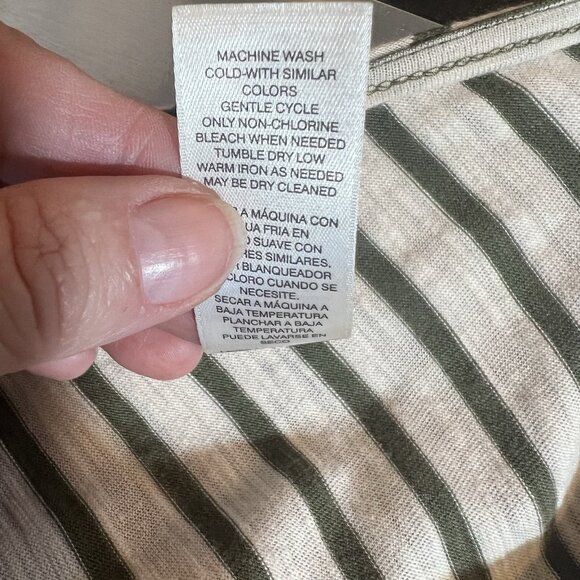 MACHINE WASH
COLD-WITH SIMILAR
COLORS
GENTLE CYCLE
ONLY NON-CHLORINE
BLEACH WHEN NEEDED
TUMBLE DRY LOW
WARM IRON AS NEEDED
MAY BE DRY CLEANED
A MÁQUINA CON
FRIA EN
SUAVE CON
SIMILARES.
BLANQUEADOR
CLORO CUANDO SE
NECESITE.
SECAR A MÁQUINA A
BAJA TEMPERATURA
PLANCHAR A BAJA
TEMPERATURA
PUEDE LAVARSE EN
SECO